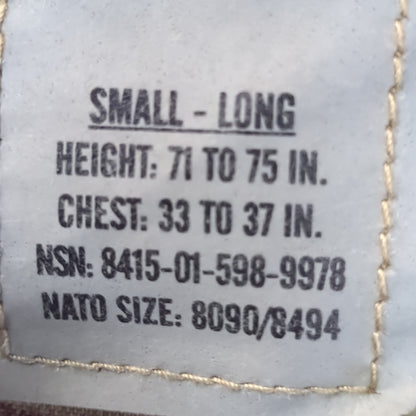 SMALL - LONG
HEIGHT: 71 TO 75 IN.
CHEST: 33 TO 37 IN.
NSN: 8415-01-598-9978
NATO SIZE: 8090/8494